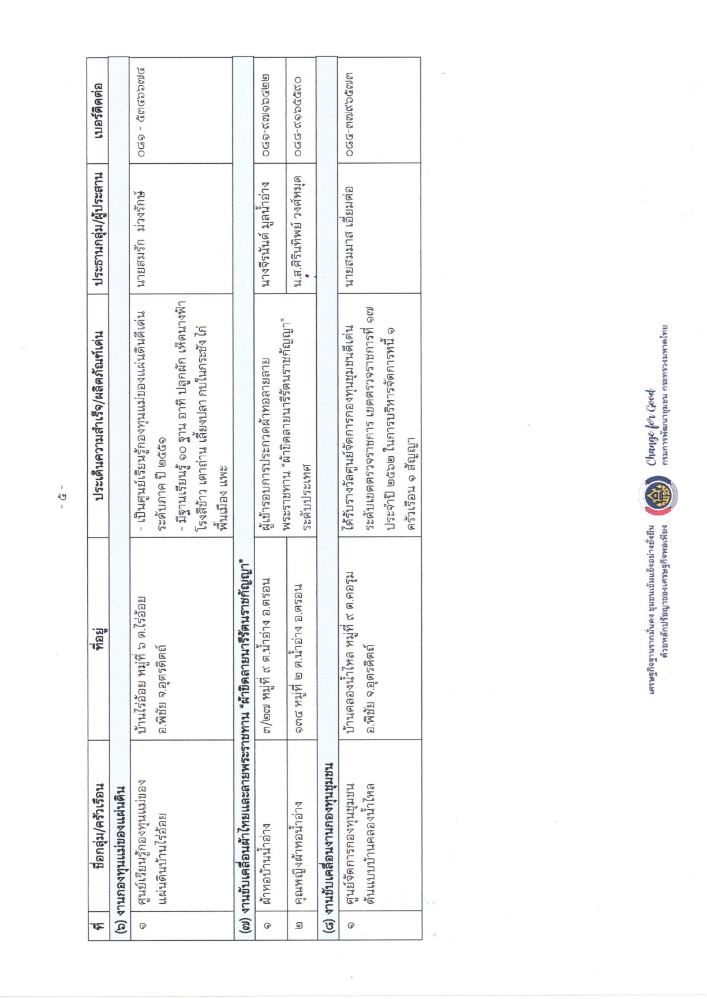 - ๕ -
ที่ ชื่อกลุ่ม/ครัวเรือน ที่อยู่ ประเด็นความสำเร็จ/ผลิตภัณฑ์เด่น ประธานกลุ่ม/ผู้ประสาน เบอร์ติดต่อ
(๖) งานกองทุนแม่ของแผ่นดิน
๑ ศูนย์เรียนรู้กองทุนแม่ของ บ้านไร่อ้อย หมู่ที่ ๖ ต.ไร่อ้อย - เป็นศูนย์เรียนรู้กองทุนแม่ของแผ่นดินดีเด่น นายสมรัก ม่วงรักษ์ ๐๘๑ - ๕๓๔๖๖๗๔
แผ่นดินบ้านไร่อ้อย อ.พิชัย จ.อุตรดิตถ์ ระดับภาค ปี ๒๕๕๑
- มีฐานเรียนรู้ ๑๐ ฐาน อาทิ ปลูกผัก เห็ดนางฟ้า
โรงสีข้าว เตาถ่าน เลี้ยงปลา กบในกระชัง ไก่
พื้นเมือง แพะ
(๗) งานขับเคลื่อนผ้าไทยและลายพระราชทาน “ผ้าขิดลายนารีรัตนราชกัญญา”
๑ ผ้าทอบ้านน้ำอ่าง ๓/๒๗ หมู่ที่ ๙ ต.น้ำอ่าง อ.ตรอน ผู้เข้ารอบการประกวดผ้าทอลายลาย นางจีรนันต์ มูลน้ำอ่าง ๐๘๑-๙๗๑๖๔๒๒
พระราชทาน “ผ้าขิดลายนารีรัตนราชกัญญา”
๒ คุณหญิงผ้าทอน้ำอ่าง ๑๓๔ หมู่ที่ ๒ ต.น้ำอ่าง อ.ตรอน ระดับประเทศ น.ส.ศิรินทิพย์ วงศ์หมุด ๐๘๘-๙๑๖๕๕๙๐
(๘) งานขับเคลื่อนงานกองทุนชุมชน
๑ ศูนย์จัดการกองทุนชุมชน บ้านคลองน้ำไหล หมู่ที่ ๙ ต.คอรุม ได้รับรางวัลศูนย์จัดการกองทุนชุมชนดีเด่น นายสมมาส เอี่ยมต่อ ๐๘๔-๓๗๙๖๕๗๓
ต้นแบบบ้านคลองน้ำไหล อ.พิชัย จ.อุตรดิตถ์ ระดับเขตตรวจราชการ เขตตรวจราชการที่ ๑๗
ประจำปี ๒๕๖๒ ในการบริหารจัดการหนี้ ๑
ครัวเรือน ๑ สัญญา
เศรษฐกิจฐานรากมั่นคง ชุมชนเข้มแข็งอย่างยั่งยืน
ด้วยหลักปรัชญาของเศรษฐกิจพอเพียง
Change for Good
กรมการพัฒนาชุมชน กระทรวงมหาดไทย